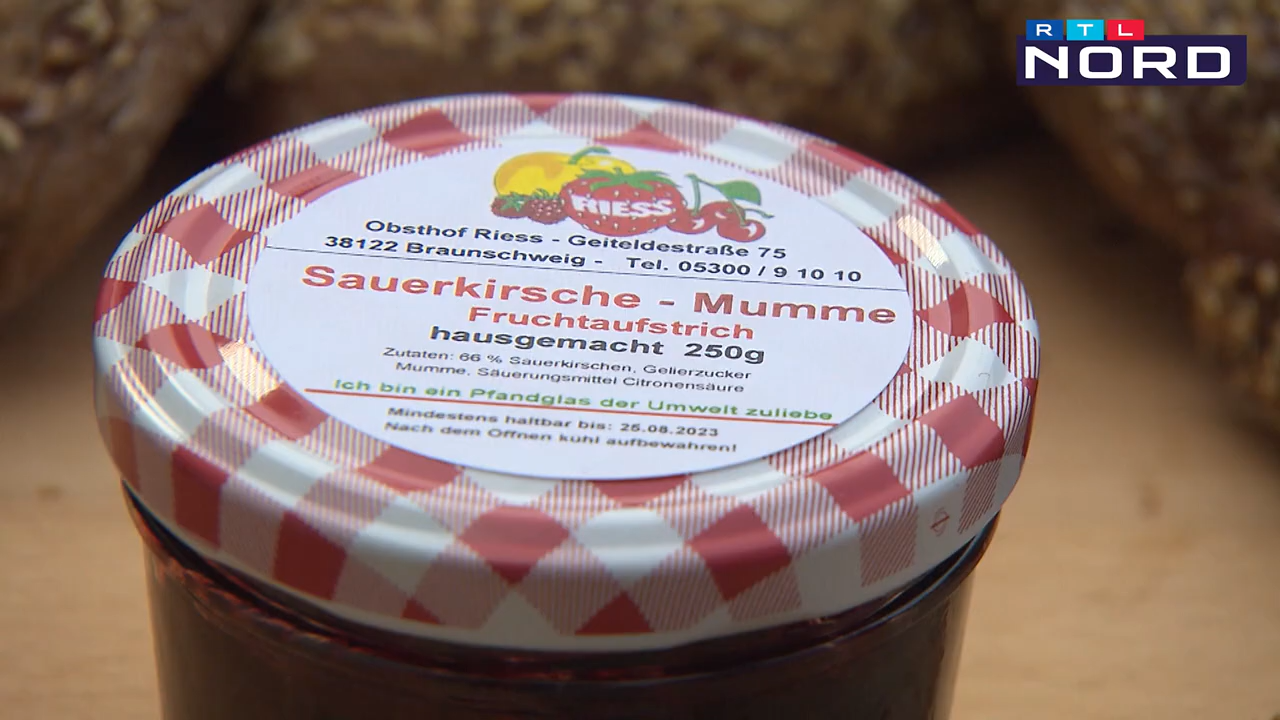 RTL
NORD
RIESS
Obsthof Riess - Geiteldestraße 75
38122 Braunschweig - Tel. 05300 / 9 10 10
Sauerkirsche - Mumme
Fruchtaufstrich
hausgemacht 250g
Zutaten: 66 % Sauerkirschen, Gelierzucker
Mumme, Säuerungsmittel Citronensäure
Ich bin ein Pfandglas der Umwelt zuliebe
Mindestens haltbar bis: 25.08.2023
Nach dem Öffnen kühl aufbewahren!